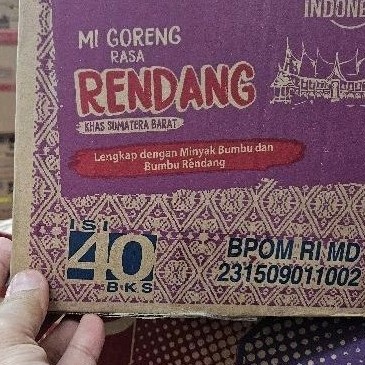 MI GORENG
RASA
RENDANG
KHAS SUMATERA BARAT
Lengkap dengan Minyak Bumbu dan
Bumbu Rendang
ISI
40
BKS
BPOM RI MD
231509011002